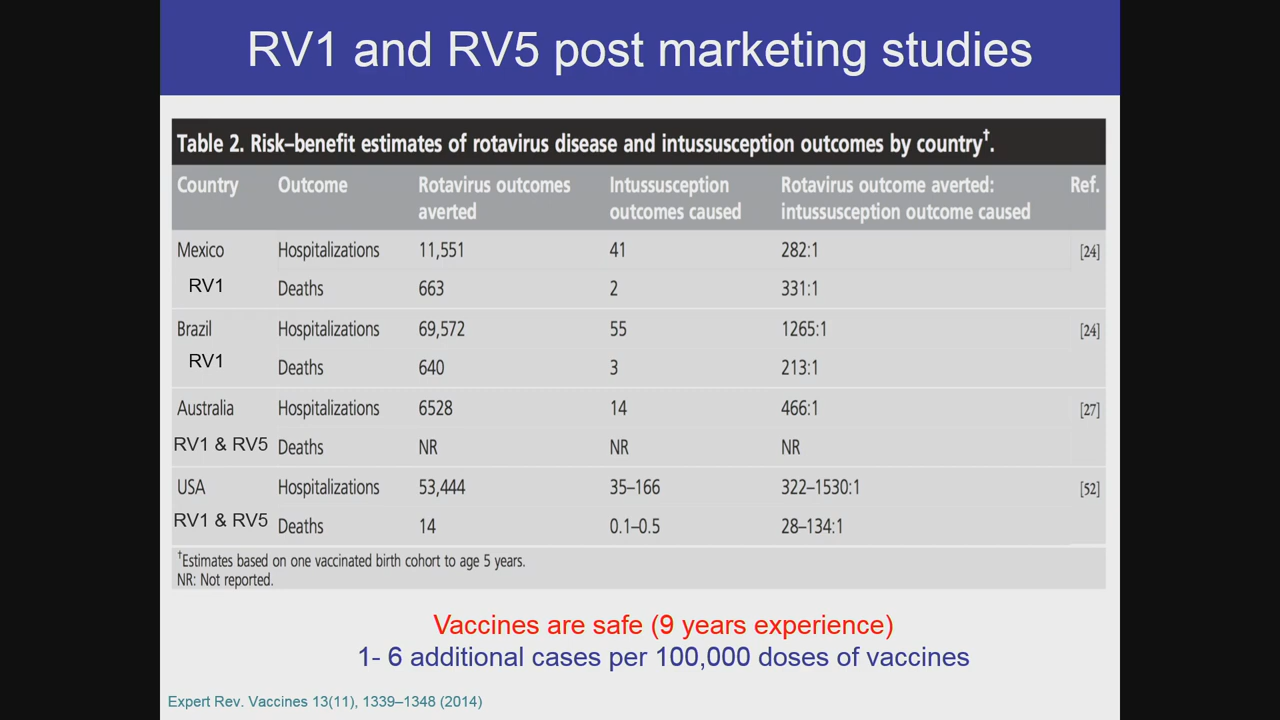 RV1 and RV5 post marketing studies
Table 2. Risk–benefit estimates of rotavirus disease and intussusception outcomes by country†.
Country Outcome Rotavirus outcomes averted Intussusception outcomes caused Rotavirus outcome averted: intussusception outcome caused Ref.
Mexico Hospitalizations 11,551 41 282:1 [24]
RV1 Deaths 663 2 331:1
Brazil Hospitalizations 69,572 55 1265:1 [24]
RV1 Deaths 640 3 213:1
Australia Hospitalizations 6528 14 466:1 [27]
RV1 & RV5 Deaths NR NR NR
USA Hospitalizations 53,444 35–166 322–1530:1 [52]
RV1 & RV5 Deaths 14 0.1–0.5 28–134:1
†Estimates based on one vaccinated birth cohort to age 5 years.
NR: Not reported.
Vaccines are safe (9 years experience)
1- 6 additional cases per 100,000 doses of vaccines
Expert Rev. Vaccines 13(11), 1339–1348 (2014)